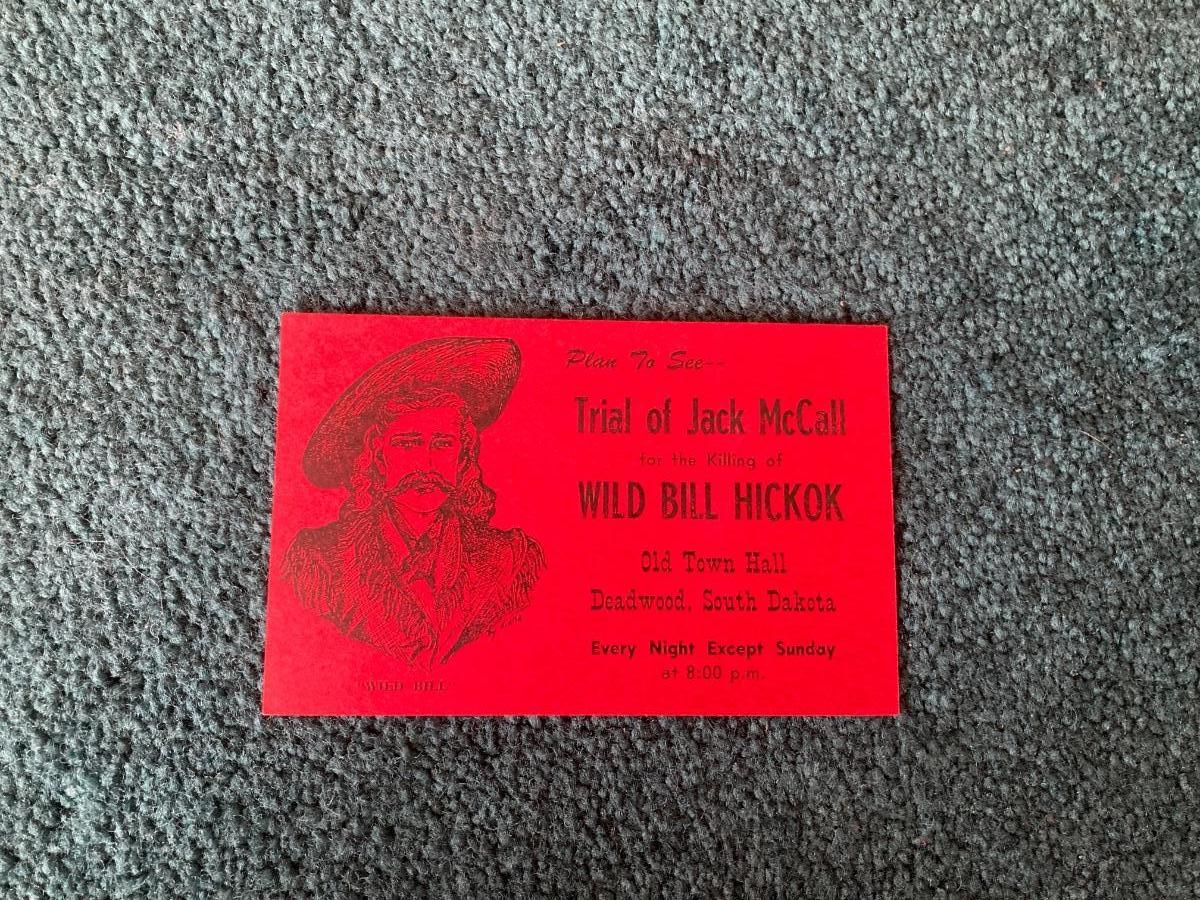 Plan To See--
Trial of Jack McCall
for the Killing of
WILD BILL HICKOK
Old Town Hall
Deadwood, South Dakota
Every Night Except Sunday
at 8:00 p.m.
"WILD BILL"